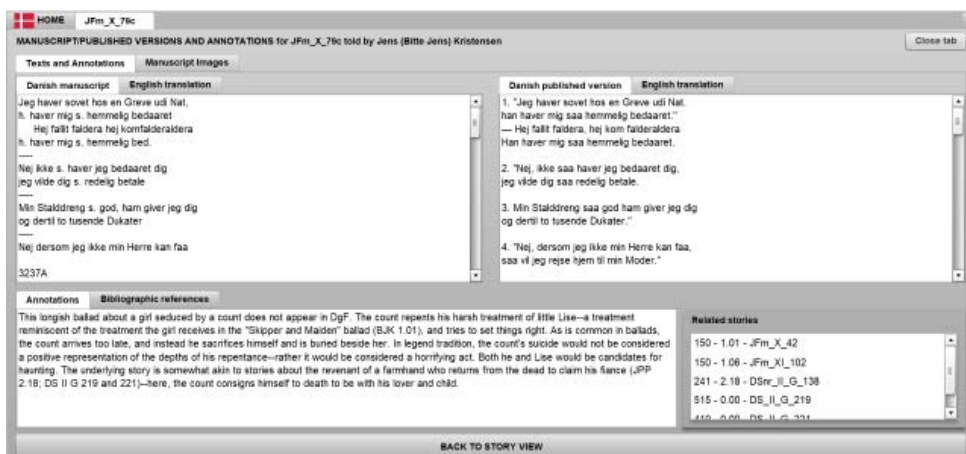 HOME JFm_X_79c
MANUSCRIPT/PUBLISHED VERSIONS AND ANNOTATIONS for JFm_X_79c told by Jens (Bitte Jens) Kristensen
Close tab
Texts and Annotations Manuscript Images
Danish manuscript English translation
Jeg haver sovet hos en Greve udi Nat,
h. haver mig s. hemmelig bedaaret
Hej fallit faldera hej komfalderaldera
h. haver mig s. hemmelig bed.
-----
Nej ikke s. haver jeg bedaaret dig
jeg vilde dig s. redelig betale
-----
Min Stalddreng s. god, ham giver jeg dig
og dertil to tusende Dukater
-----
Nej dersom jeg ikke min Herre kan faa
3237A
Danish published version English translation
1. "Jeg haver sovet hos en Greve udi Nat.
han haver mig saa hemmelig bedaaret."
— Hej fallit faldera, hej kom falderaldera
Han haver mig saa hemmelig bedaaret.
2. "Nej, ikke saa haver jeg bedaaret dig,
jeg vilde dig saa redelig betale.
3. Min Stalddreng saa god ham giver jeg dig
og dertil to tusende Dukater."
4. "Nej, dersom jeg ikke min Herre kan faa,
saa vil jeg rejse hjem til min Moder."
Annotations Bibliographic references
This longish ballad about a girl seduced by a count does not appear in DgF. The count repents his harsh treatment of little Lise--a treatment
reminiscent of the treatment the girl receives in the "Skipper and Maiden" ballad (BJK 1.01), and tries to set things right. As is common in ballads,
the count arrives too late, and instead he sacrifices himself and is buried beside her. In legend tradition, the count's suicide would not be considered
a positive representation of the depths of his repentance--rather it would be considered a horrifying act. Both he and Lise would be candidates for
haunting. The underlying story is somewhat akin to stories about the revenant of a farmhand who returns from the dead to claim his fiance (JPP
2.18; DS II G 219 and 221)--here, the count consigns himself to death to be with his lover and child.
Related stories
150 - 1.01 - JFm_X_42
150 - 1.06 - JFm_XI_102
241 - 2.18 - DSnr_II_G_138
515 - 0.00 - DS_II_G_219
419 - 0.00 - DS_II_G_221
BACK TO STORY VIEW